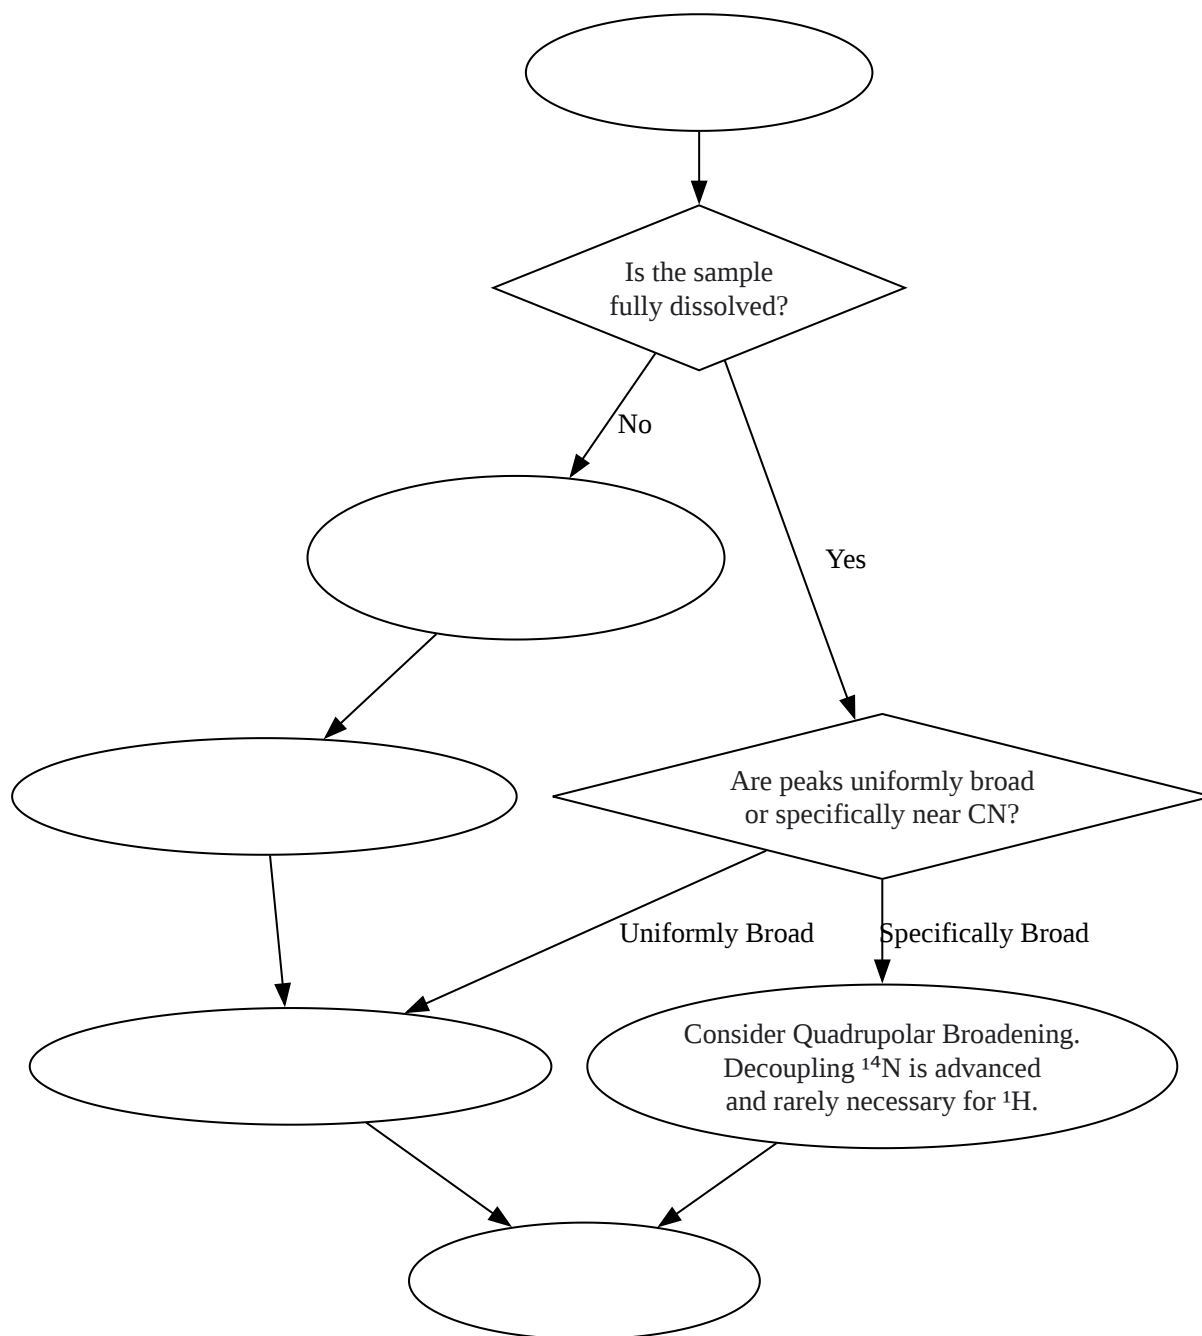 Is the sample
fully dissolved?
No
Yes
Are peaks uniformly broad
or specifically near CN?
Uniformly Broad
Specifically Broad
Consider Quadrupolar Broadening.
Decoupling ¹⁴N is advanced
and rarely necessary for ¹H.